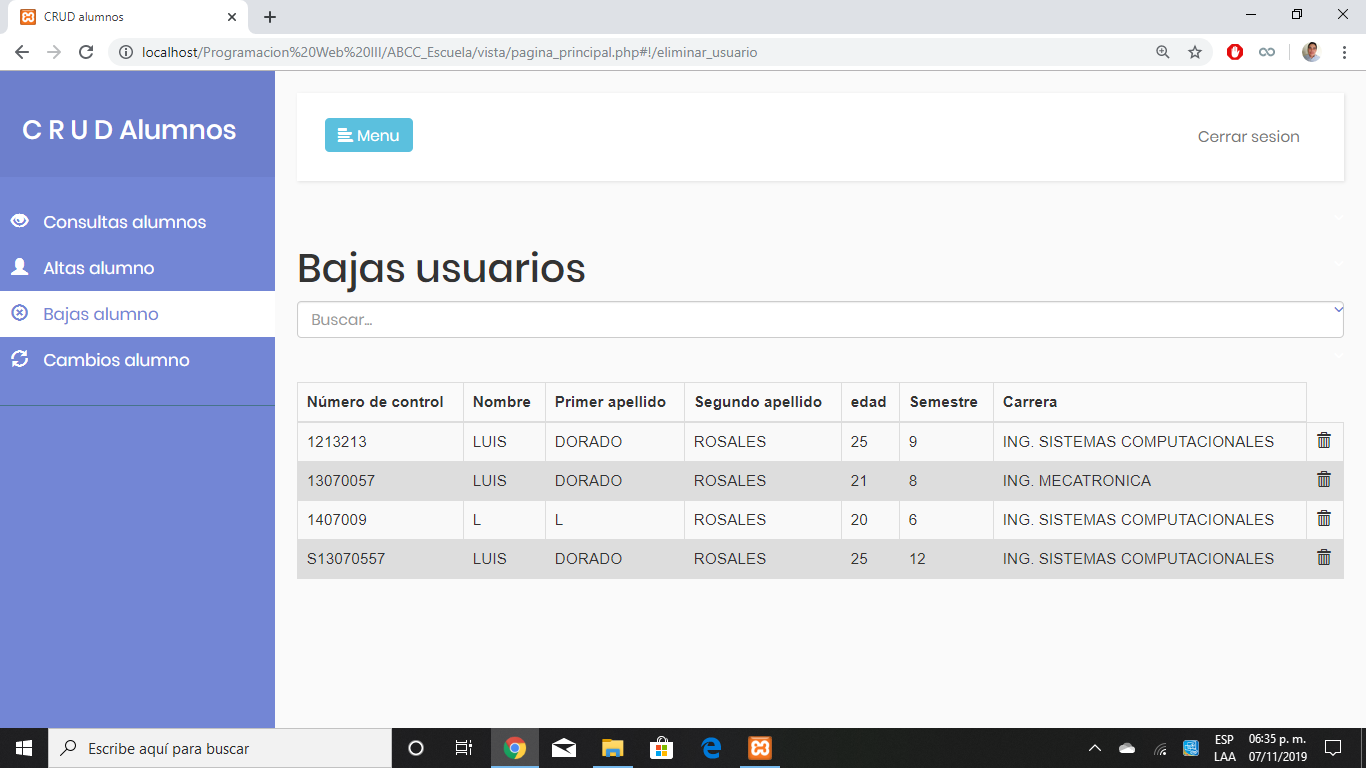 CRUD alumnos
localhost/Programacion%20Web%20III/ABCC_Escuela/vista/pagina_principal.php#!/eliminar_usuario
C R U D Alumnos
Consultas alumnos
Altas alumno
Bajas alumno
Cambios alumno
Menu
Cerrar sesion
Bajas usuarios
Buscar...
Número de control Nombre Primer apellido Segundo apellido edad Semestre Carrera
1213213 LUIS DORADO ROSALES 25 9 ING. SISTEMAS COMPUTACIONALES
13070057 LUIS DORADO ROSALES 21 8 ING. MECATRONICA
1407009 L L ROSALES 20 6 ING. SISTEMAS COMPUTACIONALES
S13070557 LUIS DORADO ROSALES 25 12 ING. SISTEMAS COMPUTACIONALES
Escribe aquí para buscar
ESP
LAA
06:35 p. m.
07/11/2019